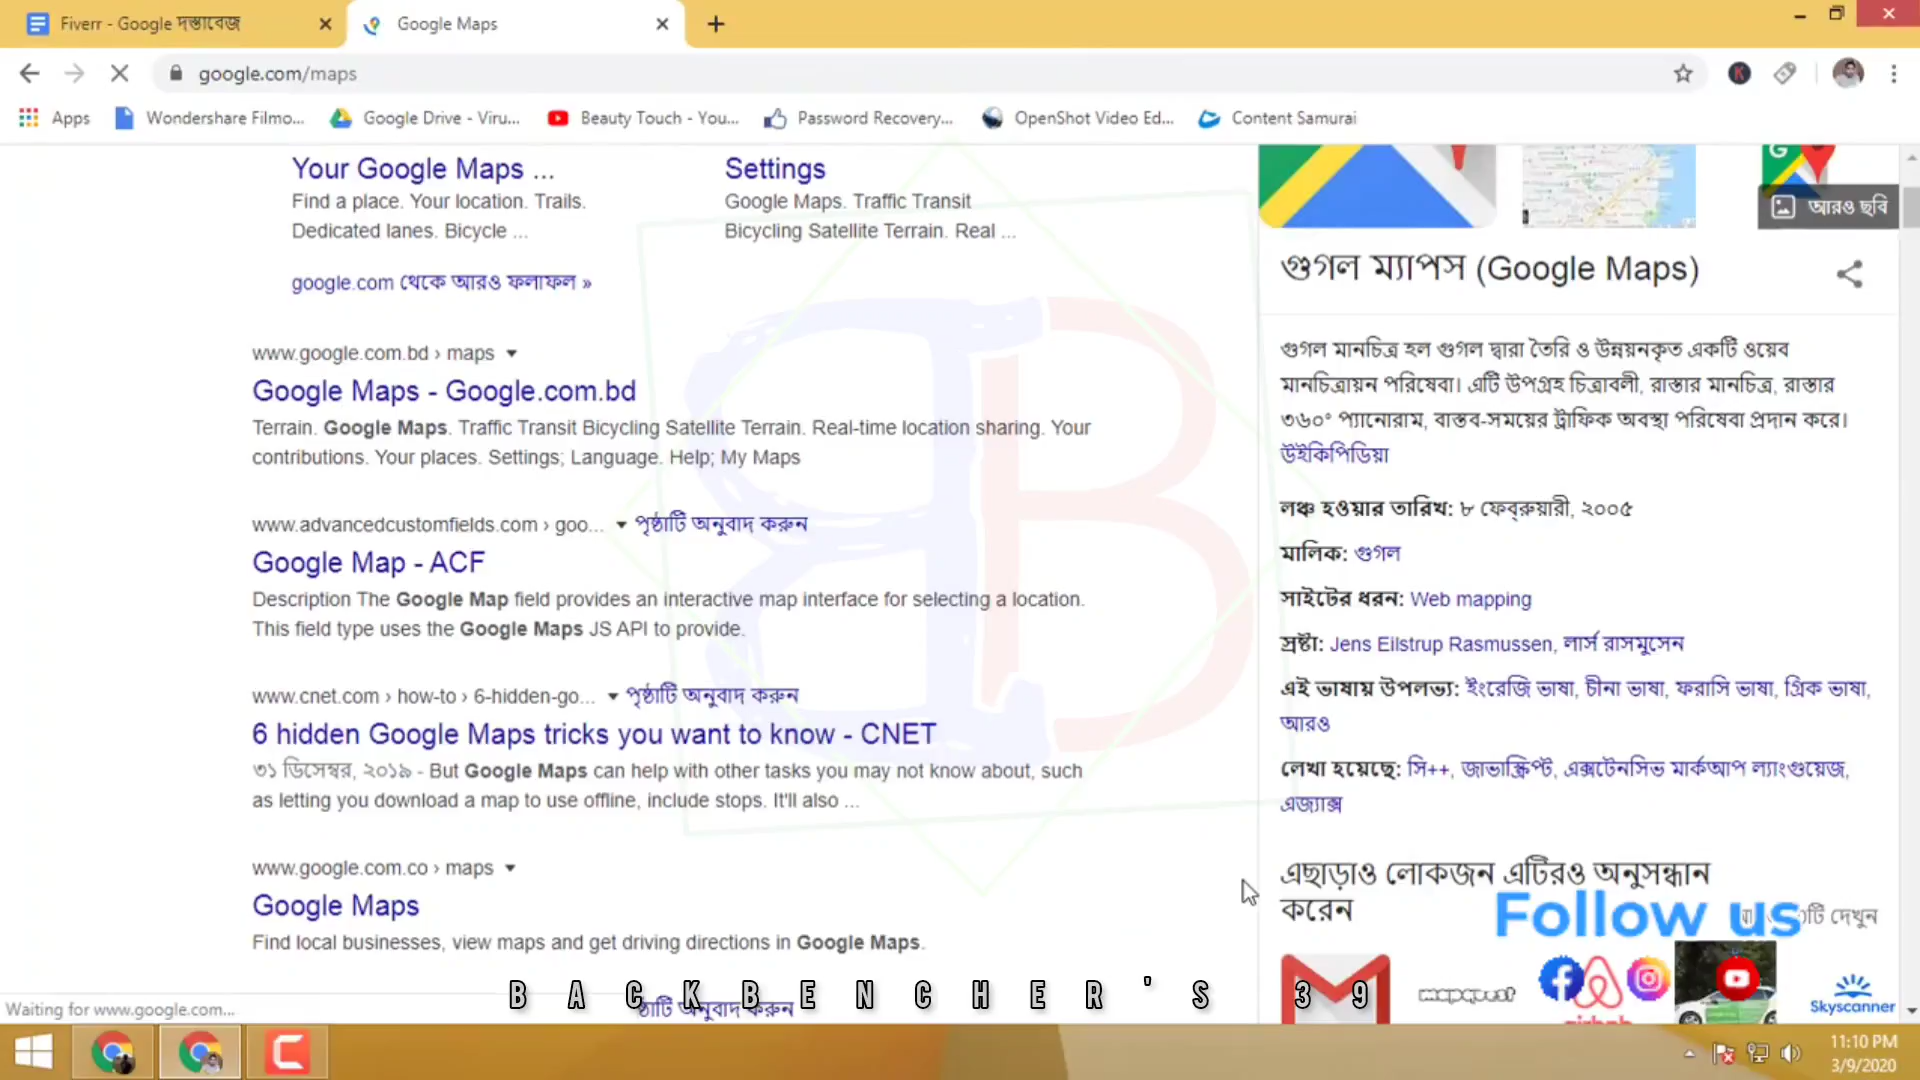 Fiverr - Google দস্তাবেজ
Google Maps
google.com/maps
Apps
Wondershare Filmo...
Google Drive - Viru...
Beauty Touch - You...
Password Recovery...
OpenShot Video Ed...
Content Samurai
Your Google Maps ...
Find a place. Your location. Trails.
Dedicated lanes. Bicycle ...
Settings
Google Maps. Traffic Transit
Bicycling Satellite Terrain. Real ...
google.com থেকে আরও ফলাফল »
www.google.com.bd › maps
Google Maps - Google.com.bd
Terrain. Google Maps. Traffic Transit Bicycling Satellite Terrain. Real-time location sharing. Your
contributions. Your places. Settings; Language. Help; My Maps
www.advancedcustomfields.com › goo... পৃষ্ঠাটি অনুবাদ করুন
Google Map - ACF
Description The Google Map field provides an interactive map interface for selecting a location.
This field type uses the Google Maps JS API to provide.
www.cnet.com › how-to › 6-hidden-go... পৃষ্ঠাটি অনুবাদ করুন
6 hidden Google Maps tricks you want to know - CNET
৩১ ডিসেম্বর, ২০১৯ - But Google Maps can help with other tasks you may not know about, such
as letting you download a map to use offline, include stops. It'll also ...
www.google.com.co › maps
Google Maps
Find local businesses, view maps and get driving directions in Google Maps.
আরও ছবি
গুগল ম্যাপস (Google Maps)
গুগল মানচিত্র হল গুগল দ্বারা তৈরি ও উন্নয়নকৃত একটি ওয়েব
মানচিত্রায়ন পরিষেবা। এটি উপগ্রহ চিত্রাবলী, রাস্তার মানচিত্র, রাস্তার
৩৬০° প্যানোরাম, বাস্তব-সময়ের ট্রাফিক অবস্থা পরিষেবা প্রদান করে।
উইকিপিডিয়া
লঞ্চ হওয়ার তারিখ: ৮ ফেব্রুয়ারী, ২০০৫
মালিক: গুগল
সাইটের ধরন: Web mapping
স্রষ্টা: Jens Eilstrup Rasmussen, লার্স রাসমুসেন
এই ভাষায় উপলভ্য: ইংরেজি ভাষা, চীনা ভাষা, ফরাসি ভাষা, গ্রিক ভাষা,
আরও
লেখা হয়েছে: সি++, জাভাস্ক্রিপ্ট, এক্সটেনসিভ মার্কআপ ল্যাংগুয়েজ,
এজ্যাক্স
এছাড়াও লোকজন এটিরও অনুসন্ধান
করেন
Follow us
দেখুন
mapquest
airbnb
Skyscanner
BACKBENCHER'S 39
অনুবাদ করুন
Waiting for www.google.com...
11:10 PM
3/9/2020